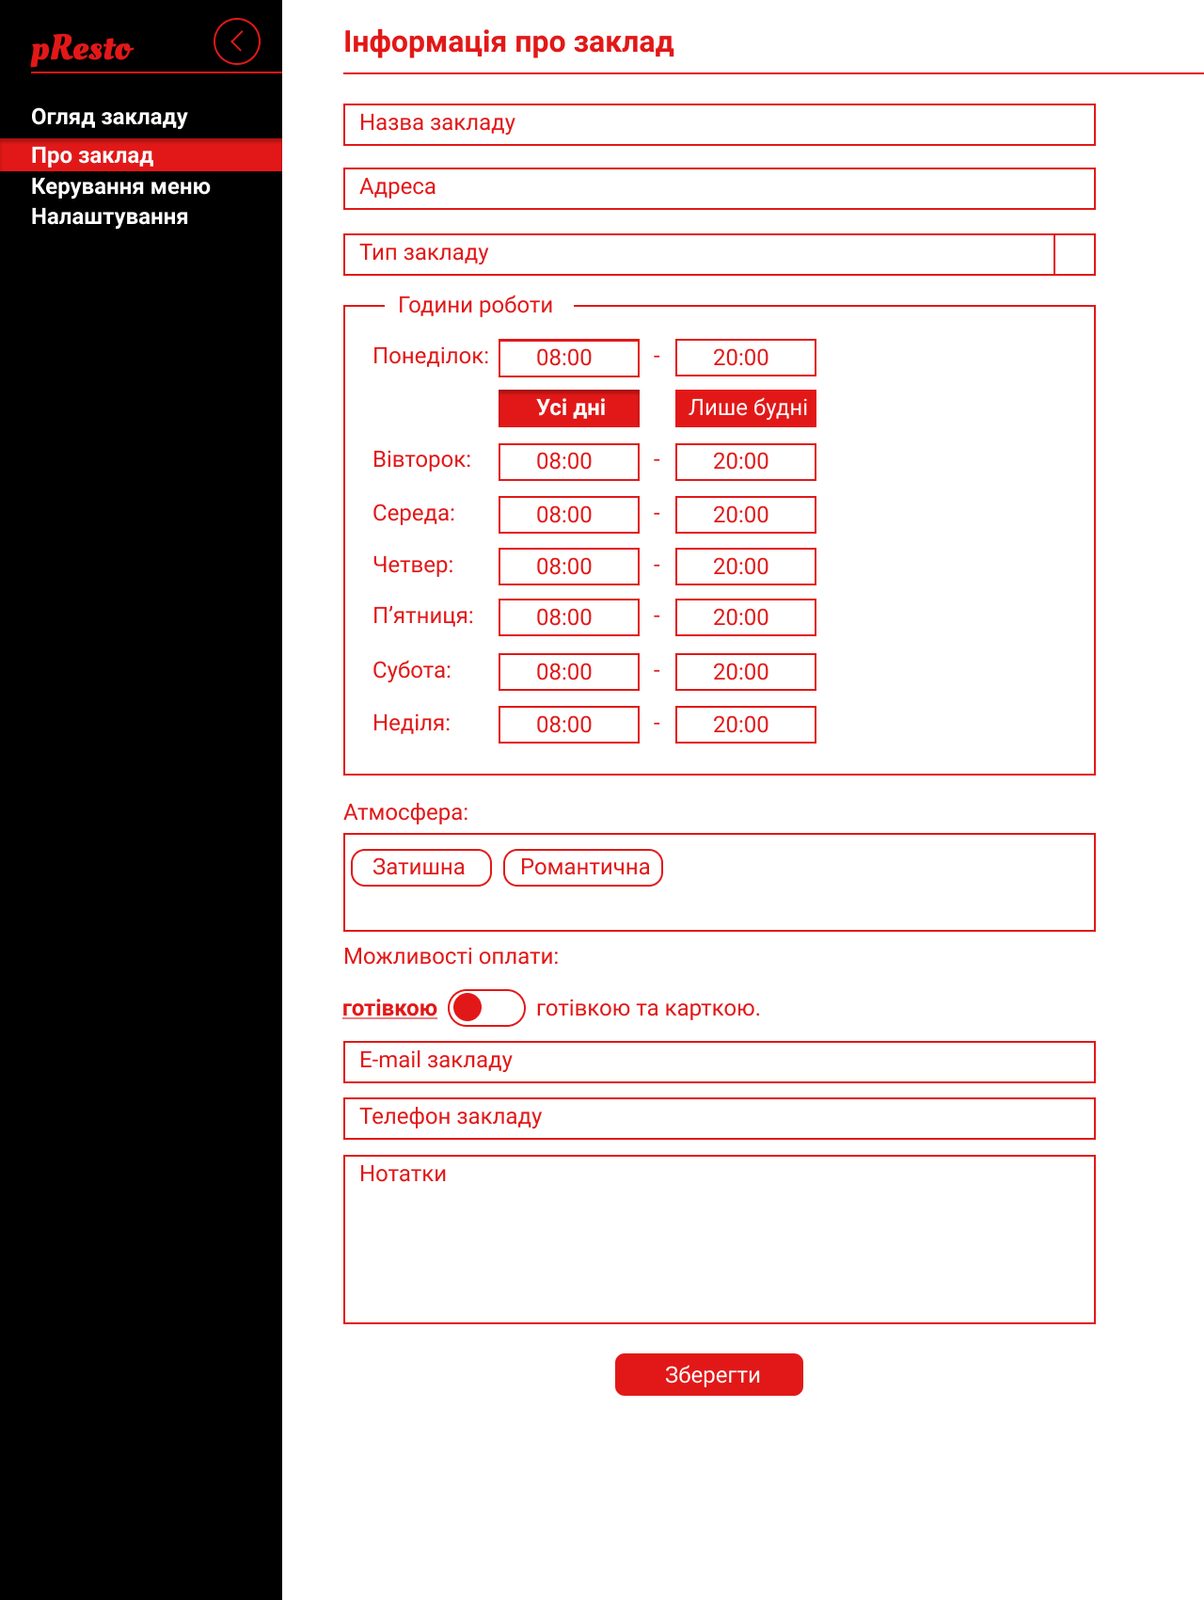 pResto
Огляд закладу
Про заклад
Керування меню
Налаштування
Інформація про заклад
Назва закладу
Адреса
Тип закладу
Години роботи
Понеділок: 08:00 - 20:00
Усі дні Лише будні
Вівторок: 08:00 - 20:00
Середа: 08:00 - 20:00
Четвер: 08:00 - 20:00
П’ятниця: 08:00 - 20:00
Субота: 08:00 - 20:00
Неділя: 08:00 - 20:00
Атмосфера:
Затишна Романтична
Можливості оплати:
готівкою готівкою та карткою.
E-mail закладу
Телефон закладу
Нотатки
Зберегти